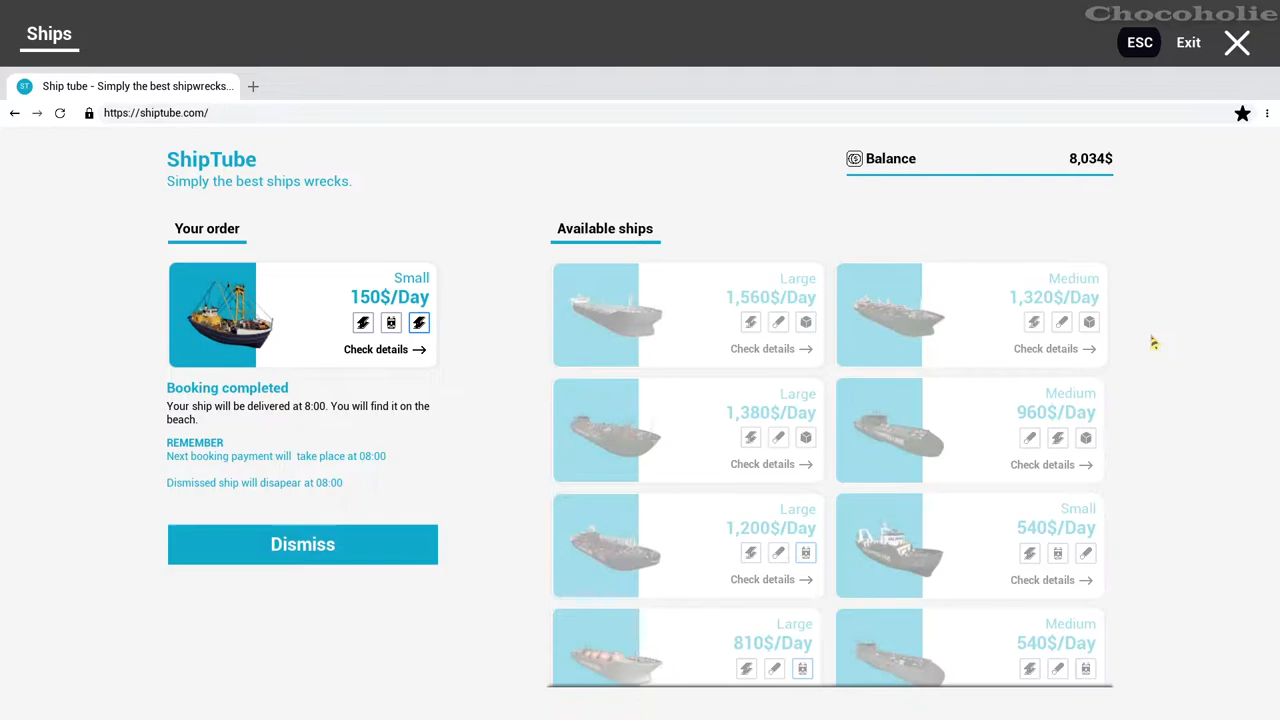 Chocoholie
Ships
ESC Exit
ST Ship tube - Simply the best shipwrecks...
https://shiptube.com/
ShipTube
Simply the best ships wrecks.
Balance 8,034$
Your order
Small
150$/Day
Check details
Booking completed
Your ship will be delivered at 8:00. You will find it on the
beach.
REMEMBER
Next booking payment will take place at 08:00
Dismissed ship will disapear at 08:00
Dismiss
Available ships
Large
1,560$/Day
Check details
Medium
1,320$/Day
Check details
Large
1,380$/Day
Check details
Medium
960$/Day
Check details
Large
1,200$/Day
Check details
Small
540$/Day
Check details
Large
810$/Day
Medium
540$/Day